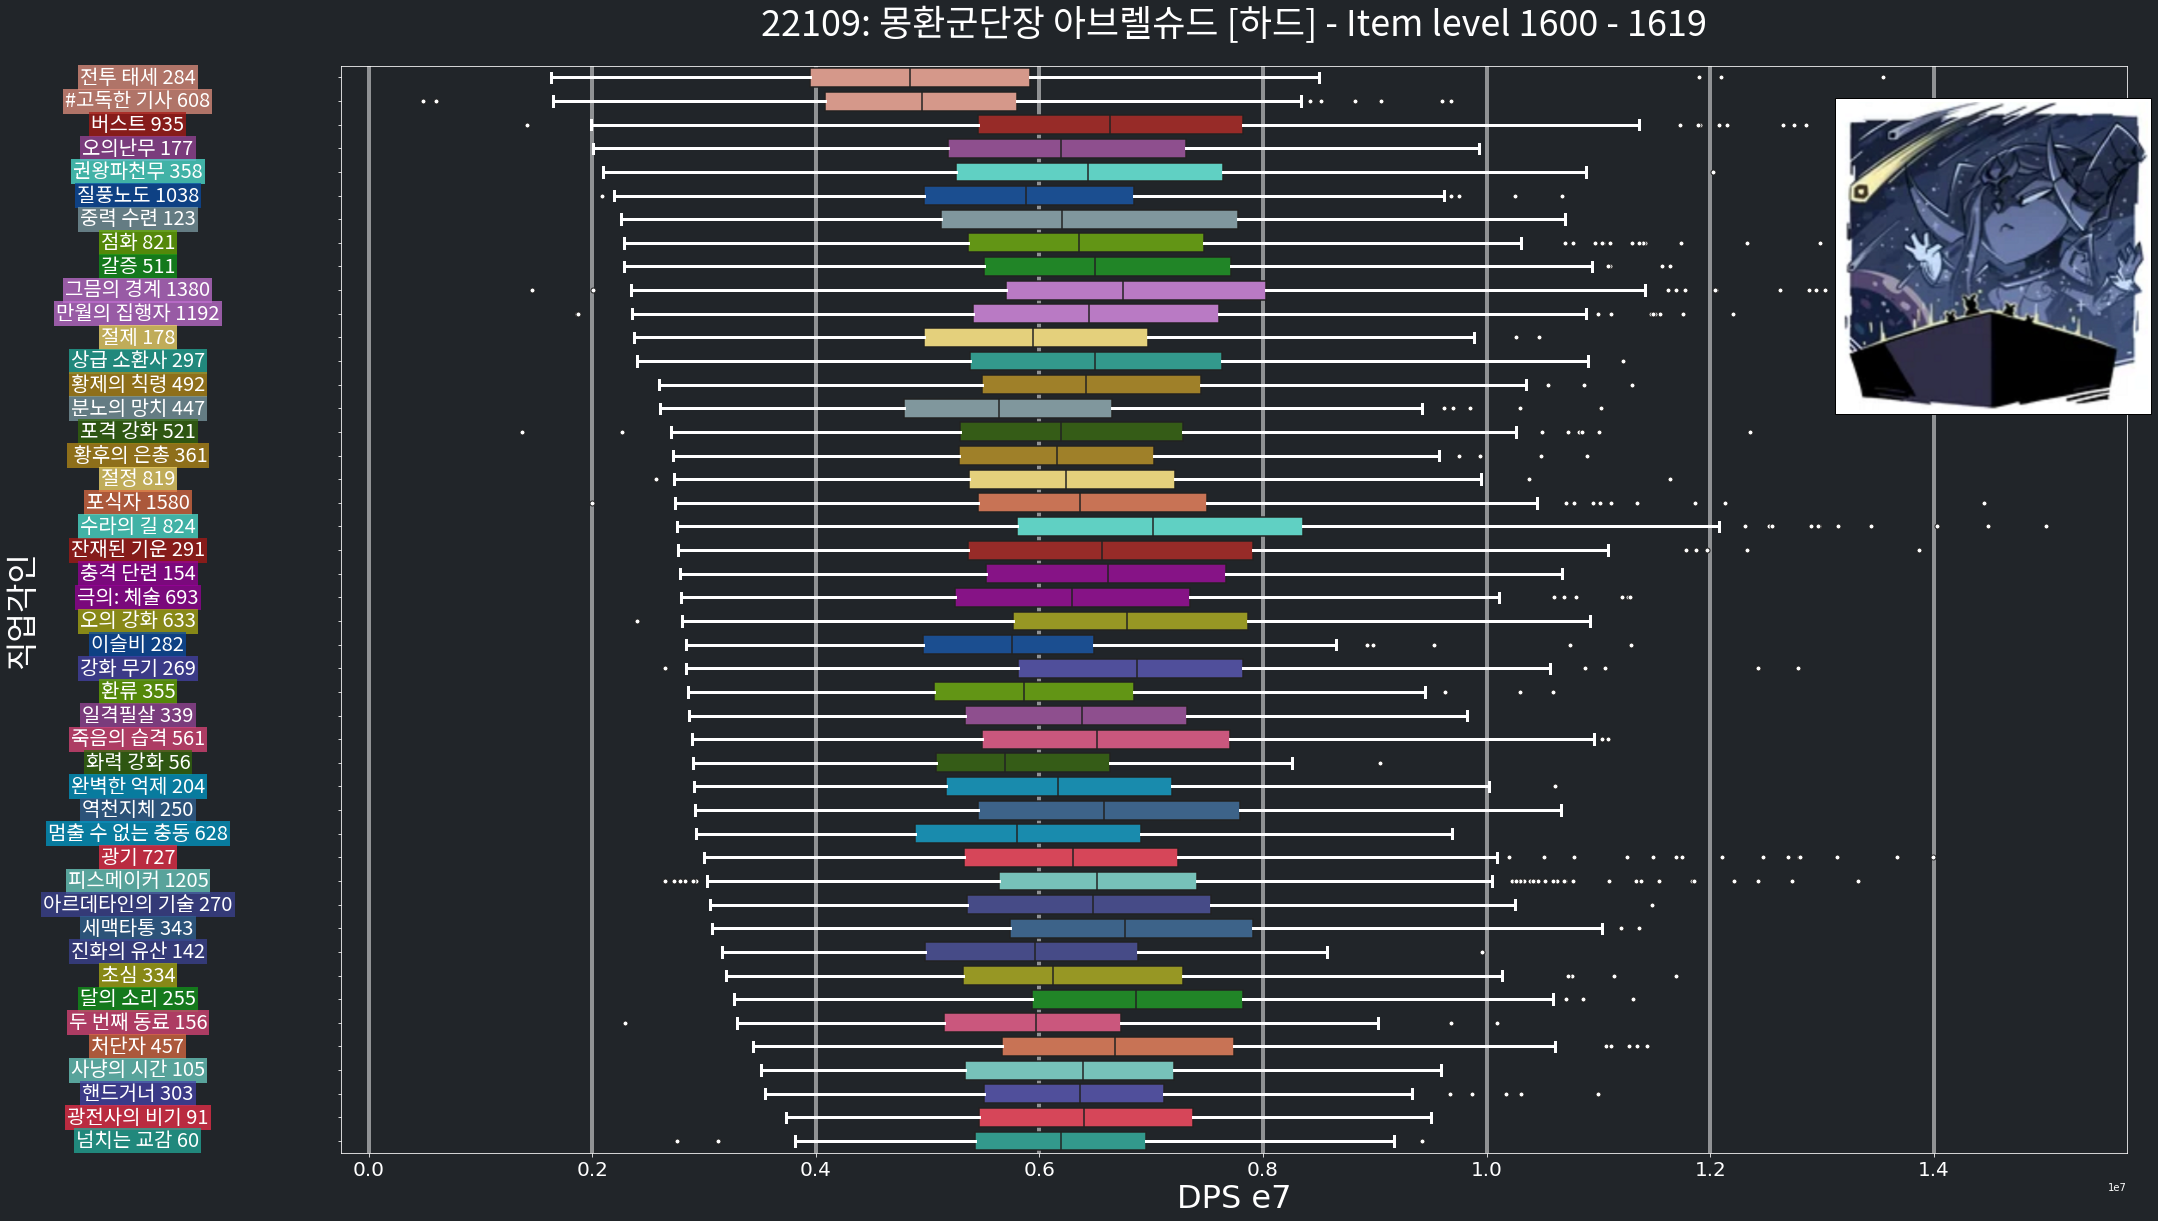 22109: 몽환군단장 아브렐슈드 [하드] - Item level 1600 - 1619
직업각인
전투 태세 284
#고독한 기사 608
버스트 935
오의난무 177
권왕파천무 358
질풍노도 1038
중력 수련 123
점화 821
갈증 511
그믐의 경계 1380
만월의 집행자 1192
절제 178
상급 소환사 297
황제의 칙령 492
분노의 망치 447
포격 강화 521
황후의 은총 361
절정 819
포식자 1580
수라의 길 824
잔재된 기운 291
충격 단련 154
극의: 체술 693
오의 강화 633
이슬비 282
강화 무기 269
환류 355
일격필살 339
죽음의 습격 561
화력 강화 56
완벽한 억제 204
역천지체 250
멈출 수 없는 충동 628
광기 727
피스메이커 1205
아르데타인의 기술 270
세맥타통 343
진화의 유산 142
초심 334
달의 소리 255
두 번째 동료 156
처단자 457
사냥의 시간 105
핸드거너 303
광전사의 비기 91
넘치는 교감 60
0.0 0.2 0.4 0.6 0.8 1.0 1.2 1.4
DPS e7
1e7